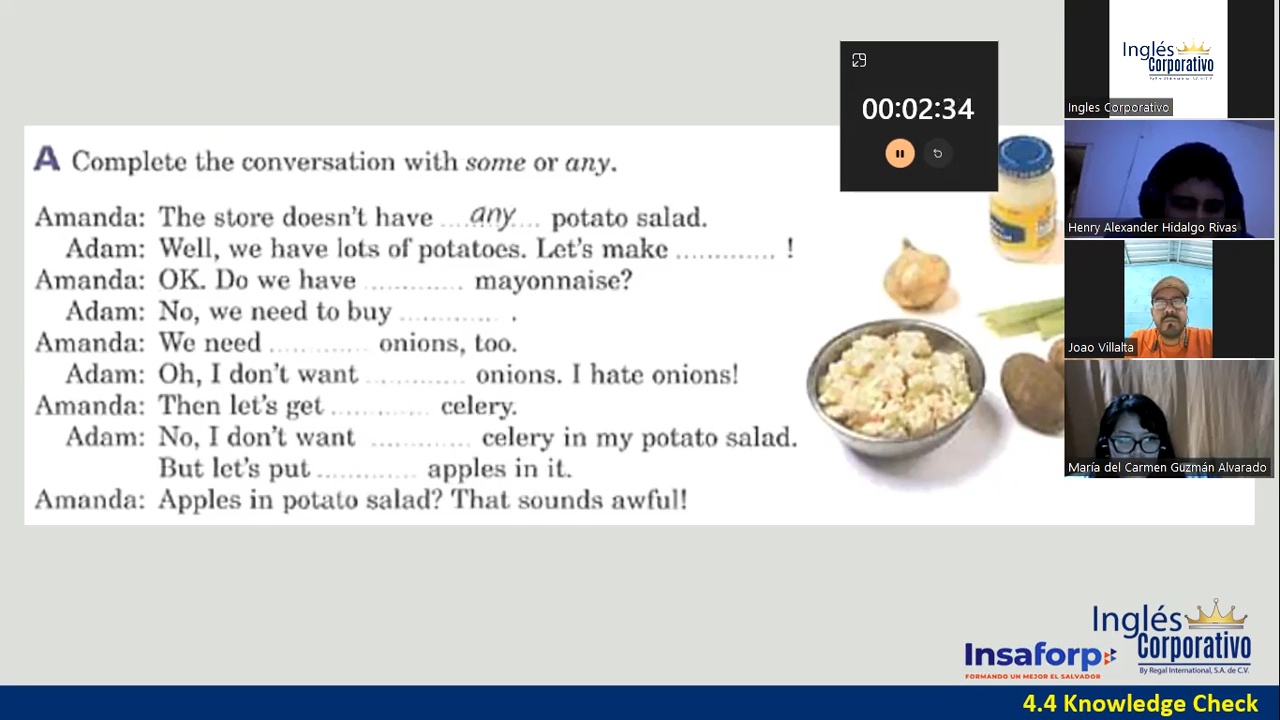 Inglés
Corporativo
Ingles Corporativo
00:02:34
Henry Alexander Hidalgo Rivas
Joao Villalta
María del Carmen Guzmán Alvarado
A Complete the conversation with some or any.
Amanda: The store doesn't have ....any.... potato salad.
Adam: Well, we have lots of potatoes. Let's make ............. !
Amanda: OK. Do we have ............. mayonnaise?
Adam: No, we need to buy ............. .
Amanda: We need ............. onions, too.
Adam: Oh, I don't want ............. onions. I hate onions!
Amanda: Then let's get ............. celery.
Adam: No, I don't want ............. celery in my potato salad.
But let's put ............. apples in it.
Amanda: Apples in potato salad? That sounds awful!
Insaforp
FORMANDO UN MEJOR EL SALVADOR
Inglés
Corporativo
By Regal International, S.A. de C.V.
4.4 Knowledge Check